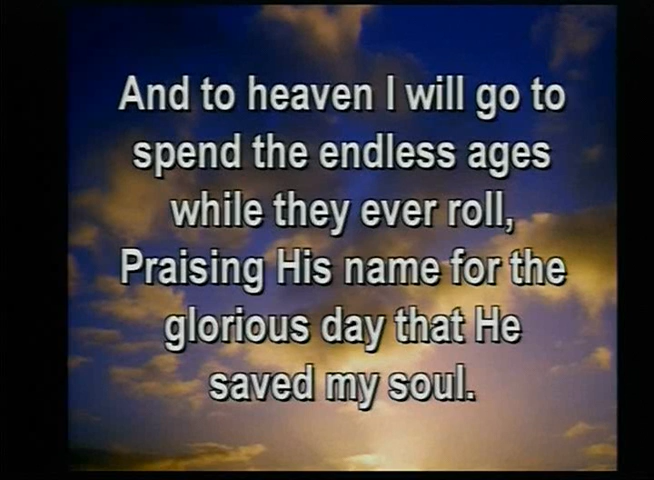 And to heaven I will go to
spend the endless ages
while they ever roll,
Praising His name for the
glorious day that He
saved my soul.